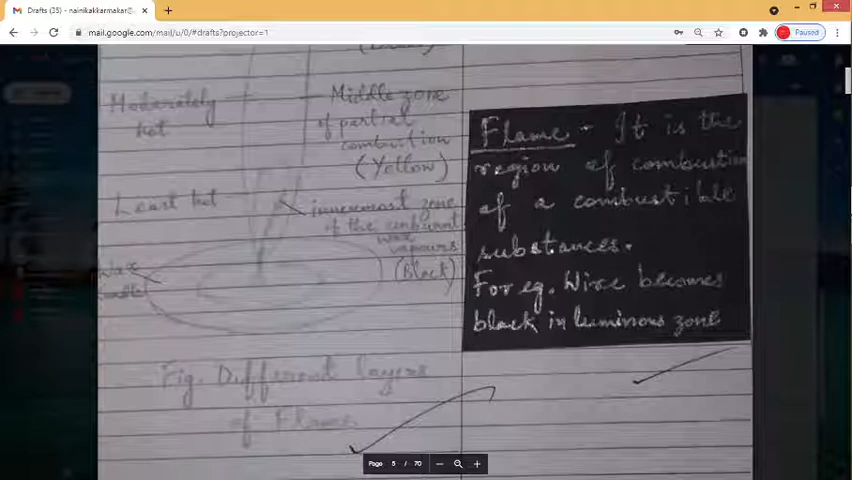 Drafts (35) - nainikakkarmakar@
mail.google.com/mail/u/0/#drafts?projector=1
Paused
Moderately
hot
Middle zone
of partial
combustion
(Yellow)
Least hot
innermost zone
of the unburnt
wax
vapours
(Black)
Wax
Fig. Different layers
of Flame
Flame - It is the
region of combustion
of a combustible
substances.
For eg. Wire becomes
black in luminous zone
Page 5 / 70